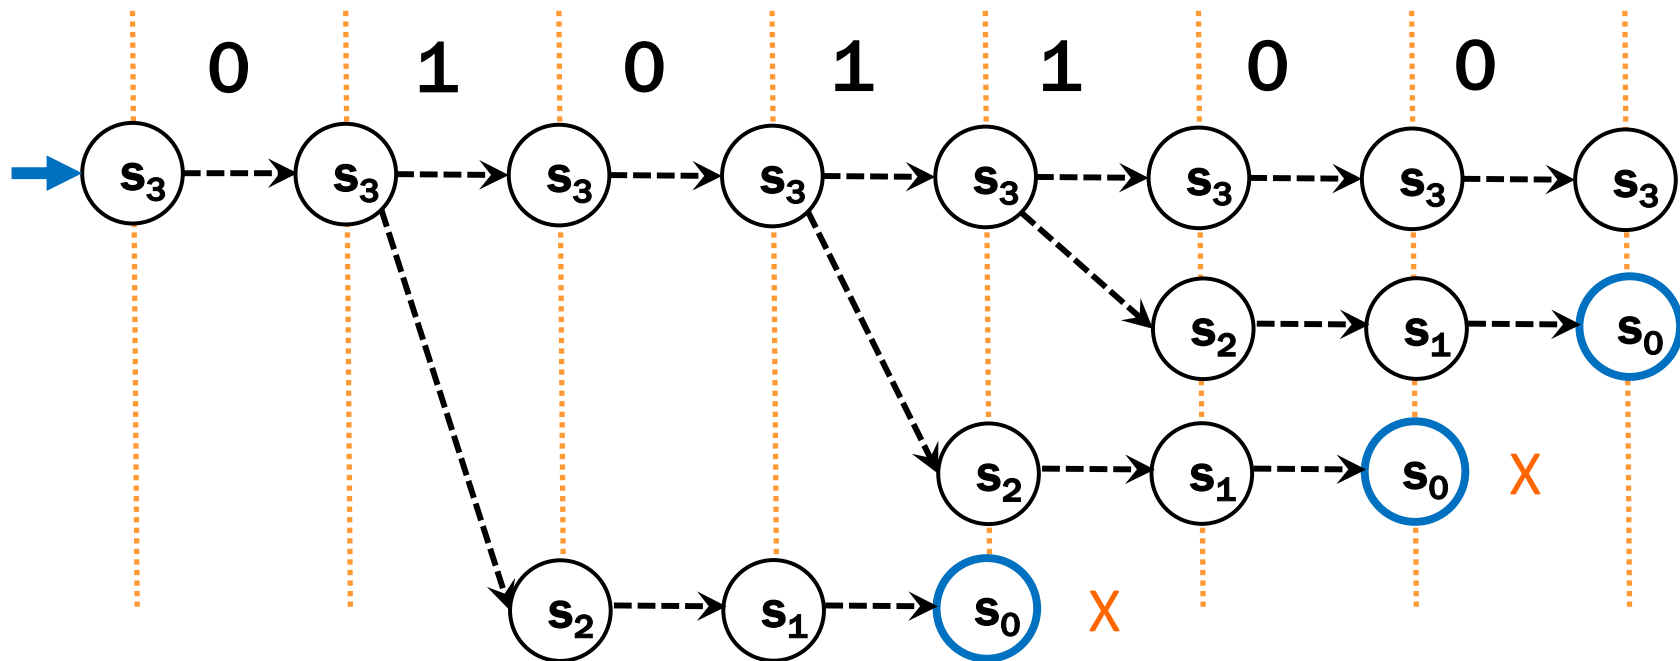 0 1 0 1 1 0 0
s₃ s₃ s₃ s₃ s₃ s₃ s₃ s₃
s₂ s₁ s₀
s₂ s₁ s₀ X
s₂ s₁ s₀ X